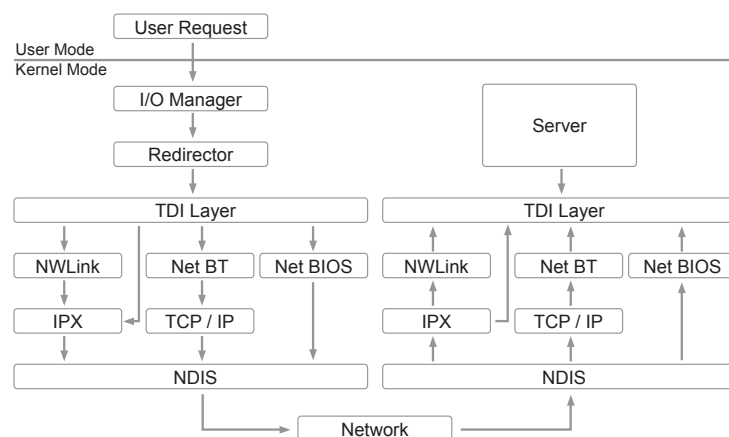 User Request
User Mode
Kernel Mode
I/O Manager
Redirector
Server
TDI Layer
TDI Layer
NWLink
Net BT
Net BIOS
NWLink
Net BT
Net BIOS
IPX
TCP / IP
IPX
TCP / IP
NDIS
NDIS
Network